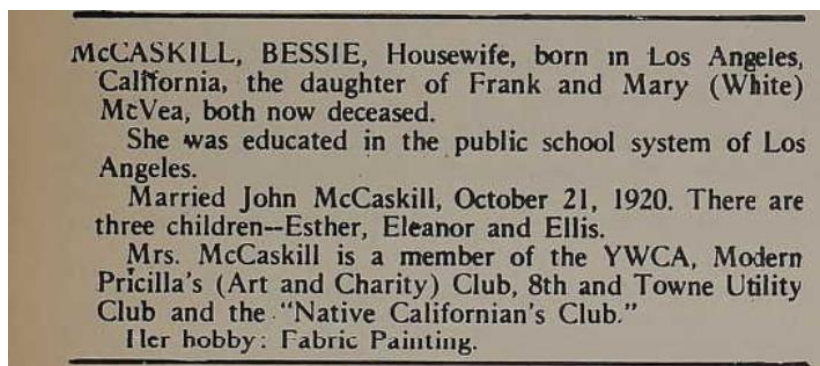 McCASKILL, BESSIE, Housewife, born in Los Angeles,
California, the daughter of Frank and Mary (White)
McVea, both now deceased.
She was educated in the public school system of Los
Angeles.
Married John McCaskill, October 21, 1920. There are
three children--Esther, Eleanor and Ellis.
Mrs. McCaskill is a member of the YWCA, Modern
Pricilla's (Art and Charity) Club, 8th and Towne Utility
Club and the "Native Californian's Club."
Her hobby: Fabric Painting.